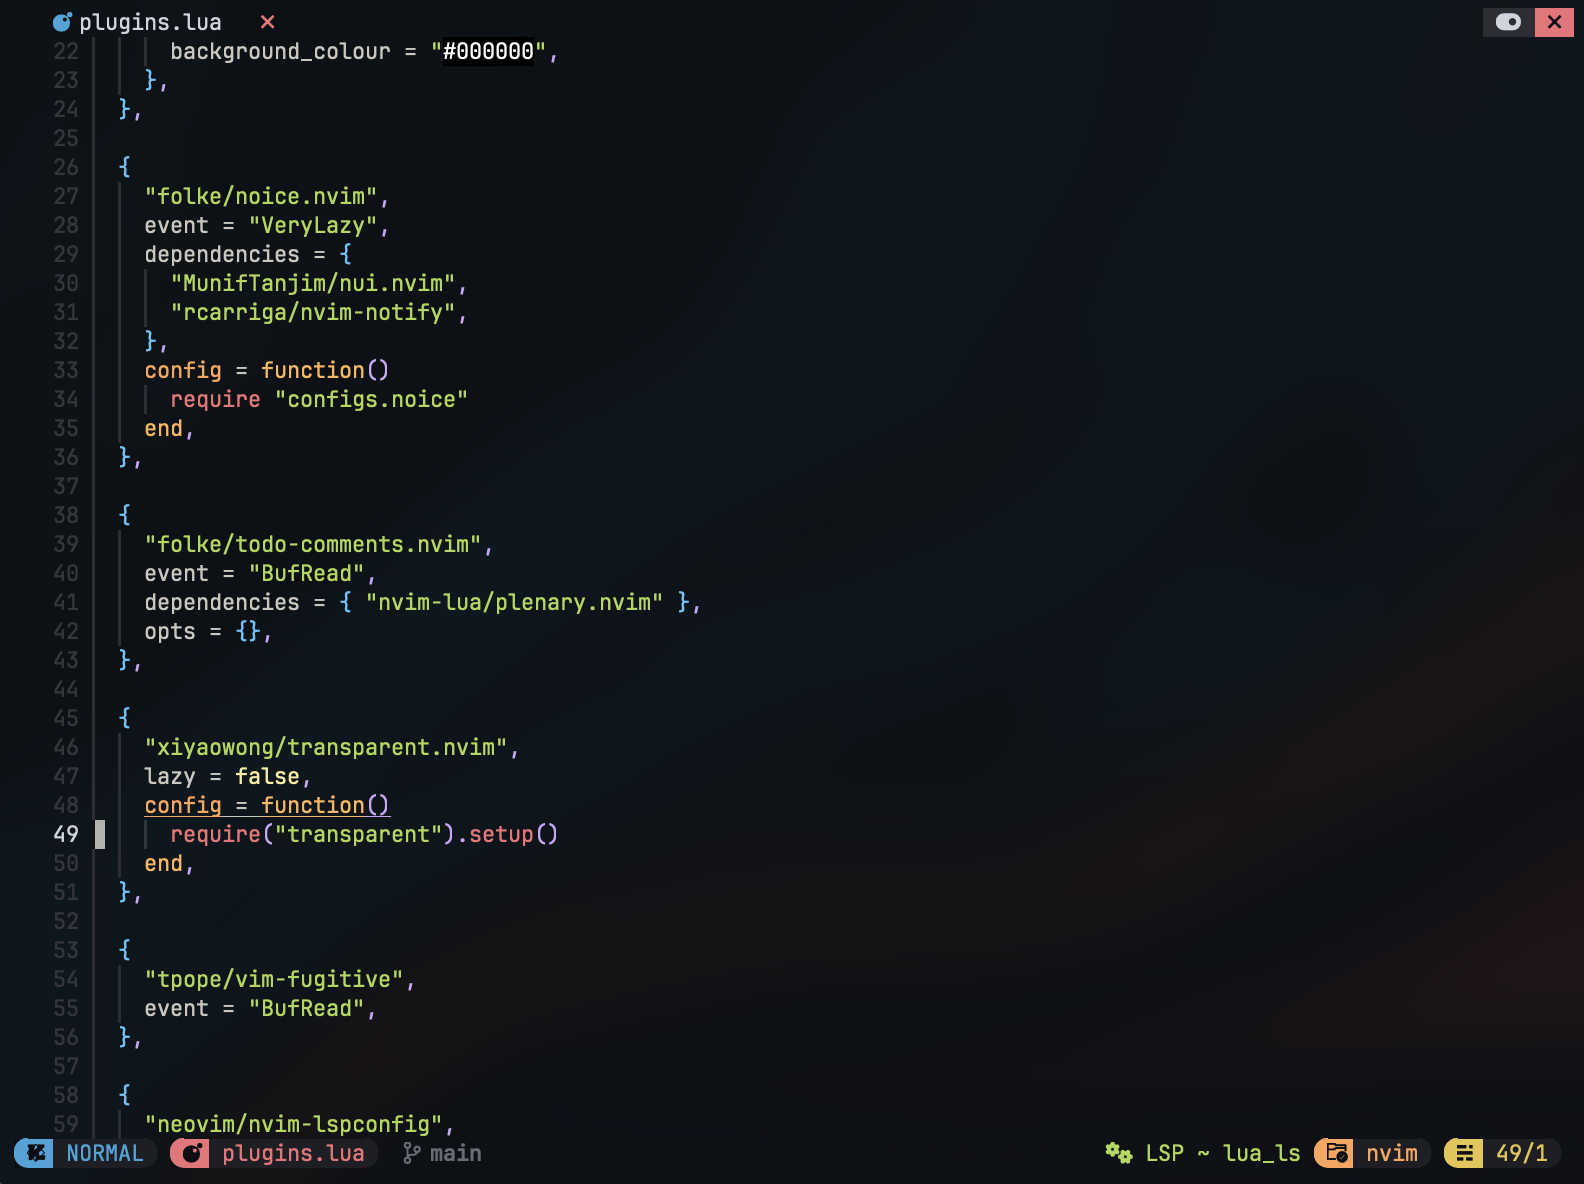 plugins.lua
22 background_colour = "#000000",
23 },
24 },
25
26 {
27 "folke/noice.nvim",
28 event = "VeryLazy",
29 dependencies = {
30 "MunifTanjim/nui.nvim",
31 "rcarriga/nvim-notify",
32 },
33 config = function()
34 require "configs.noice"
35 end,
36 },
37
38 {
39 "folke/todo-comments.nvim",
40 event = "BufRead",
41 dependencies = { "nvim-lua/plenary.nvim" },
42 opts = {},
43 },
44
45 {
46 "xiyaowong/transparent.nvim",
47 lazy = false,
48 config = function()
49 require("transparent").setup()
50 end,
51 },
52
53 {
54 "tpope/vim-fugitive",
55 event = "BufRead",
56 },
57
58 {
59 "neovim/nvim-lspconfig",
NORMAL plugins.lua main LSP ~ lua_ls nvim 49/1